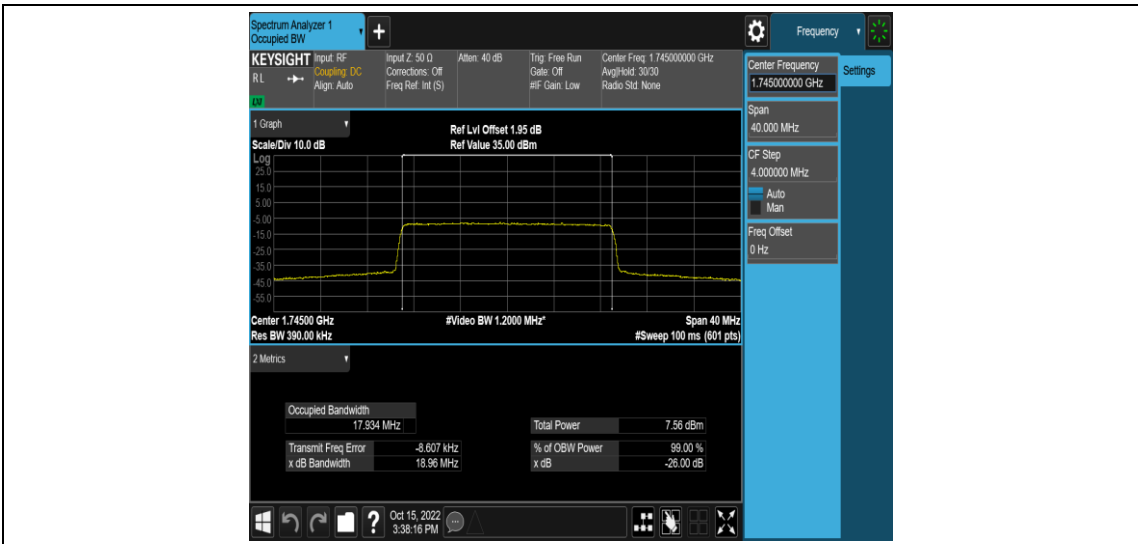 Spectrum Analyzer 1
Occupied BW
+
Frequency
KEYSIGHT
RL
LXI
Input: RF
Coupling: DC
Align: Auto
Input Z: 50 Ω
Corrections: Off
Freq Ref: Int (S)
Atten: 40 dB
Trig: Free Run
Gate: Off
#IF Gain: Low
Center Freq: 1.745000000 GHz
Avg|Hold: 30/30
Radio Std: None
Center Frequency
1.745000000 GHz
Settings
Span
40.000 MHz
CF Step
4.000000 MHz
Auto
Man
Freq Offset
0 Hz
1 Graph
Scale/Div 10.0 dB
Ref Lvl Offset 1.95 dB
Ref Value 35.00 dBm
Log
25.0
15.0
5.00
-5.00
-15.0
-25.0
-35.0
-45.0
-55.0
Center 1.74500 GHz
#Video BW 1.2000 MHz*
Span 40 MHz
Res BW 390.00 kHz
#Sweep 100 ms (601 pts)
2 Metrics
Occupied Bandwidth
17.934 MHz
Total Power 7.56 dBm
Transmit Freq Error -8.607 kHz
% of OBW Power 99.00 %
x dB Bandwidth 18.96 MHz
x dB -26.00 dB
?
Oct 15, 2022
3:38:16 PM